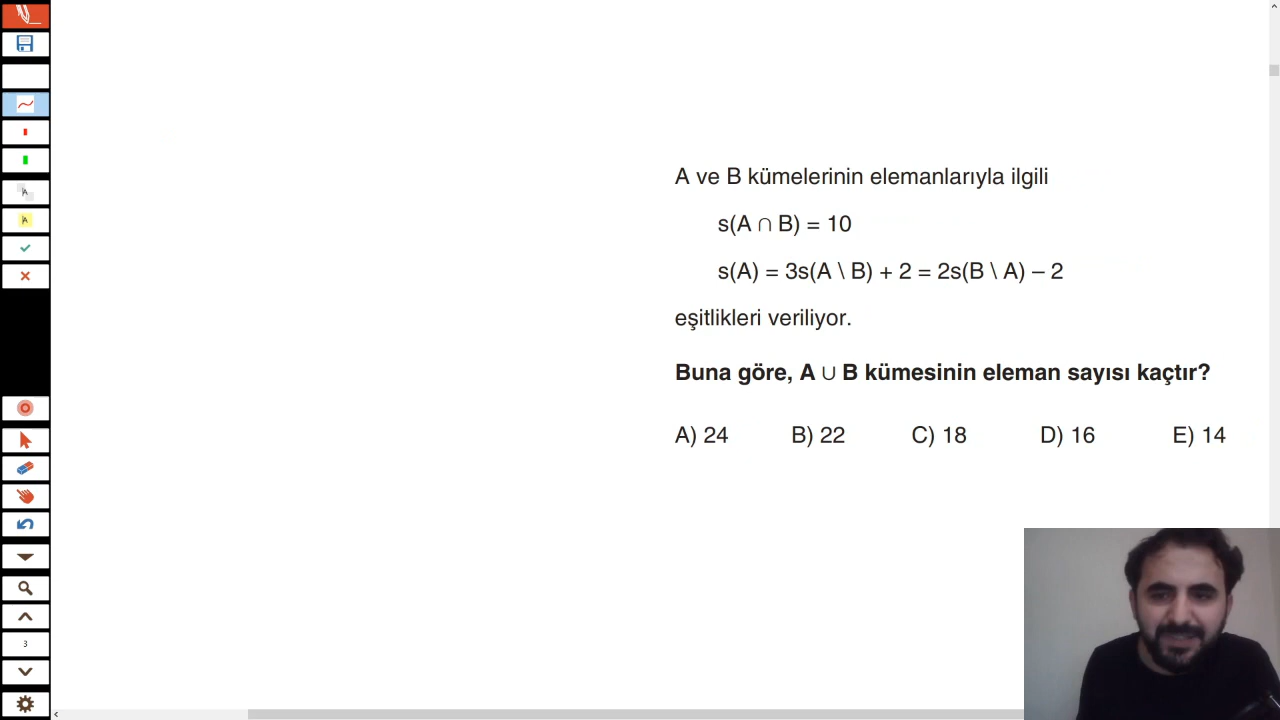 A ve B kümelerinin elemanlarıyla ilgili
s(A ∩ B) = 10
s(A) = 3s(A \ B) + 2 = 2s(B \ A) – 2
eşitlikleri veriliyor.
Buna göre, A ∪ B kümesinin eleman sayısı kaçtır?
A) 24 B) 22 C) 18 D) 16 E) 14
A
A
3